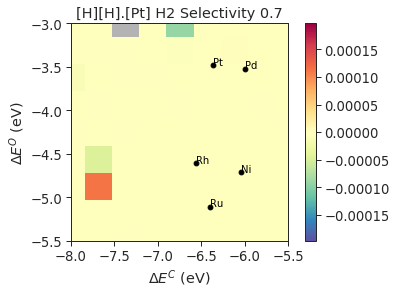 [H][H].[Pt] H2 Selectivity 0.7
−3.0
−3.5
−4.0
−4.5
−5.0
−5.5
ΔE^O (eV)
Pt
Pd
Rh
Ni
Ru
−8.0 −7.5 −7.0 −6.5 −6.0 −5.5
ΔE^C (eV)
0.00015
0.00010
0.00005
0.00000
−0.00005
−0.00010
−0.00015